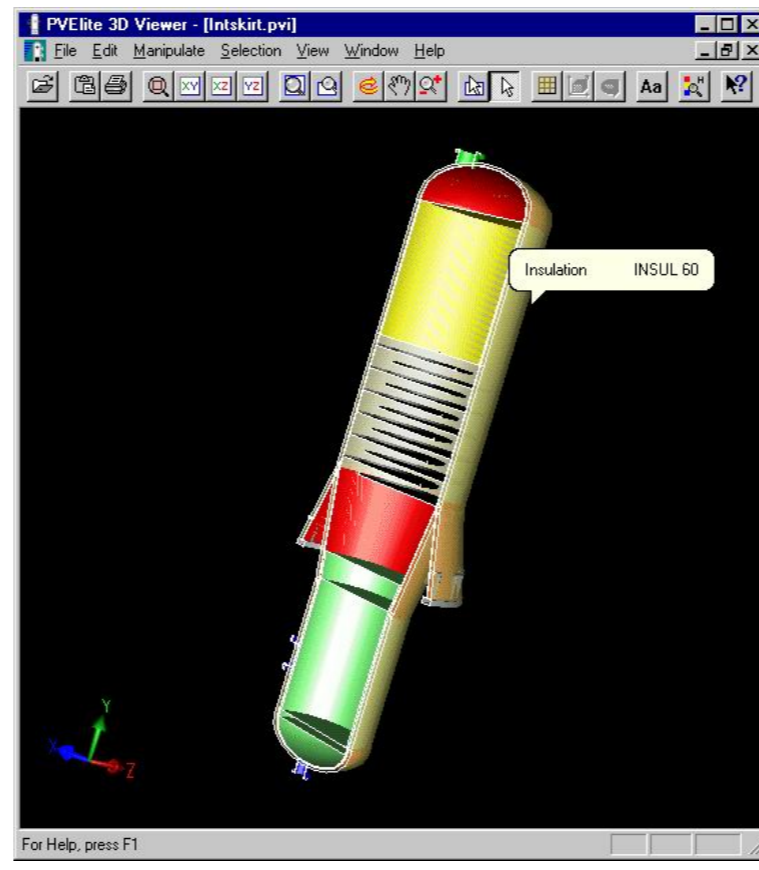 PVElite 3D Viewer - [Intskirt.pvi]
File Edit Manipulate Selection View Window Help
XY XZ YZ Aa H ?
Insulation INSUL 60
Y
X
Z
For Help, press F1